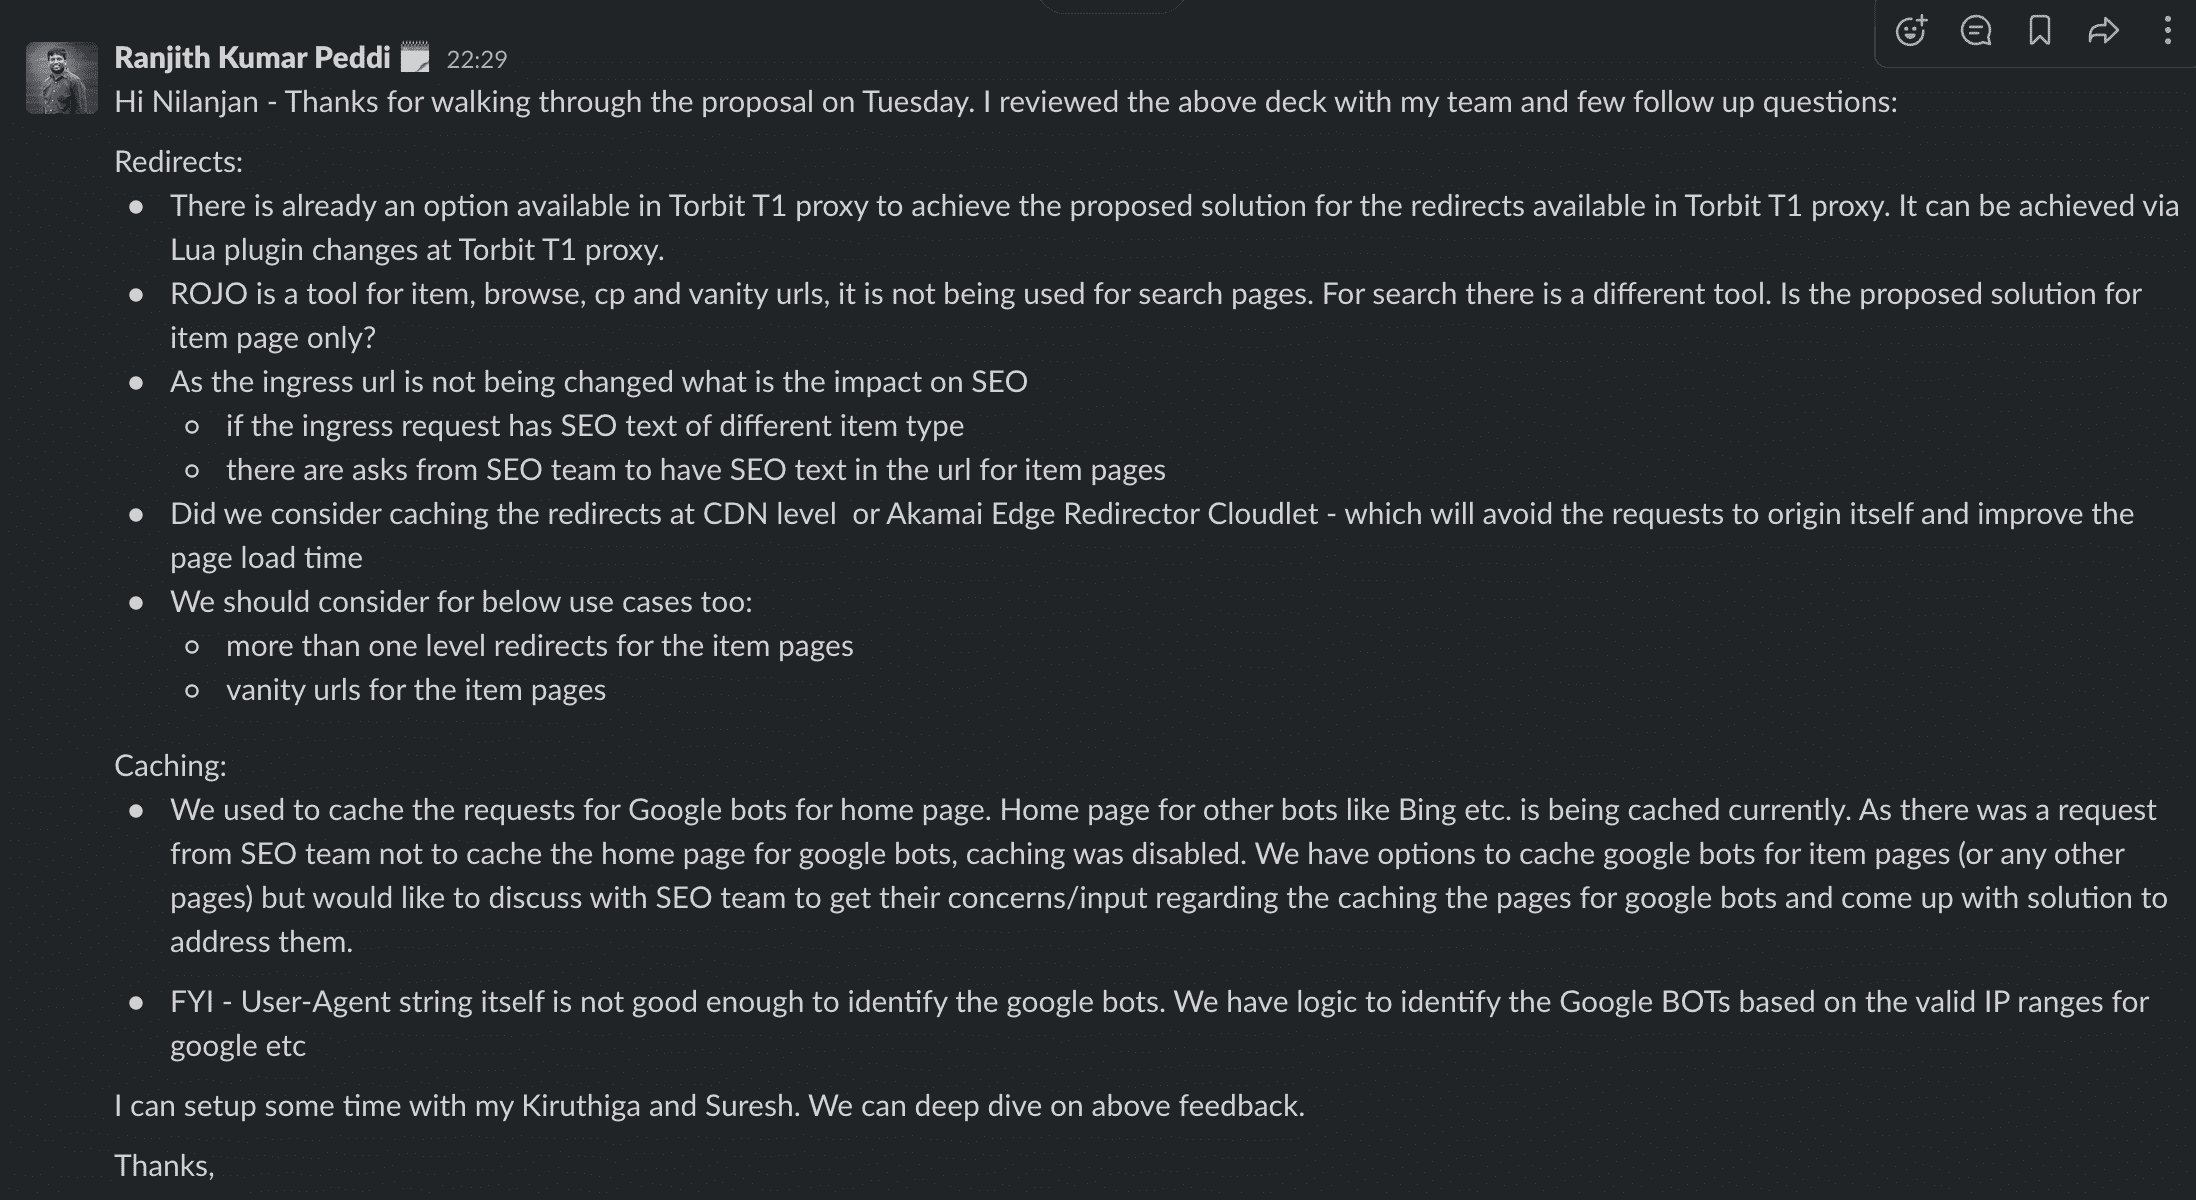 Ranjith Kumar Peddi 22:29
Hi Nilanjan - Thanks for walking through the proposal on Tuesday. I reviewed the above deck with my team and few follow up questions:
Redirects:
● There is already an option available in Torbit T1 proxy to achieve the proposed solution for the redirects available in Torbit T1 proxy. It can be achieved via
Lua plugin changes at Torbit T1 proxy.
● ROJO is a tool for item, browse, cp and vanity urls, it is not being used for search pages. For search there is a different tool. Is the proposed solution for
item page only?
● As the ingress url is not being changed what is the impact on SEO
○ if the ingress request has SEO text of different item type
○ there are asks from SEO team to have SEO text in the url for item pages
● Did we consider caching the redirects at CDN level  or Akamai Edge Redirector Cloudlet - which will avoid the requests to origin itself and improve the
page load time
● We should consider for below use cases too:
○ more than one level redirects for the item pages
○ vanity urls for the item pages
Caching:
● We used to cache the requests for Google bots for home page. Home page for other bots like Bing etc. is being cached currently. As there was a request
from SEO team not to cache the home page for google bots, caching was disabled. We have options to cache google bots for item pages (or any other
pages) but would like to discuss with SEO team to get their concerns/input regarding the caching the pages for google bots and come up with solution to
address them.
● FYI - User-Agent string itself is not good enough to identify the google bots. We have logic to identify the Google BOTs based on the valid IP ranges for
google etc
I can setup some time with my Kiruthiga and Suresh. We can deep dive on above feedback.
Thanks,